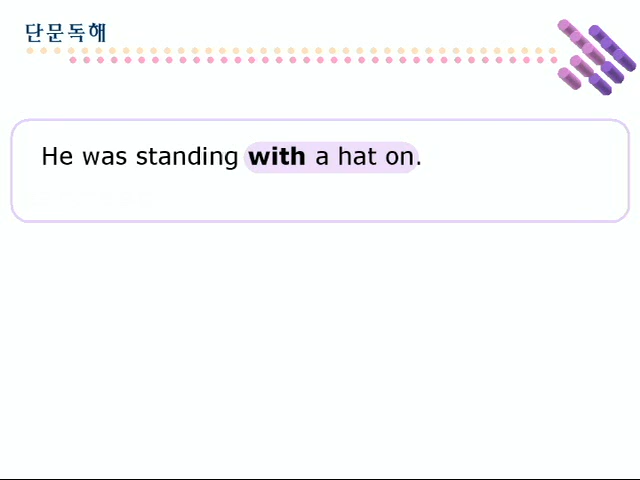 단문독해
He was standing with a hat on.